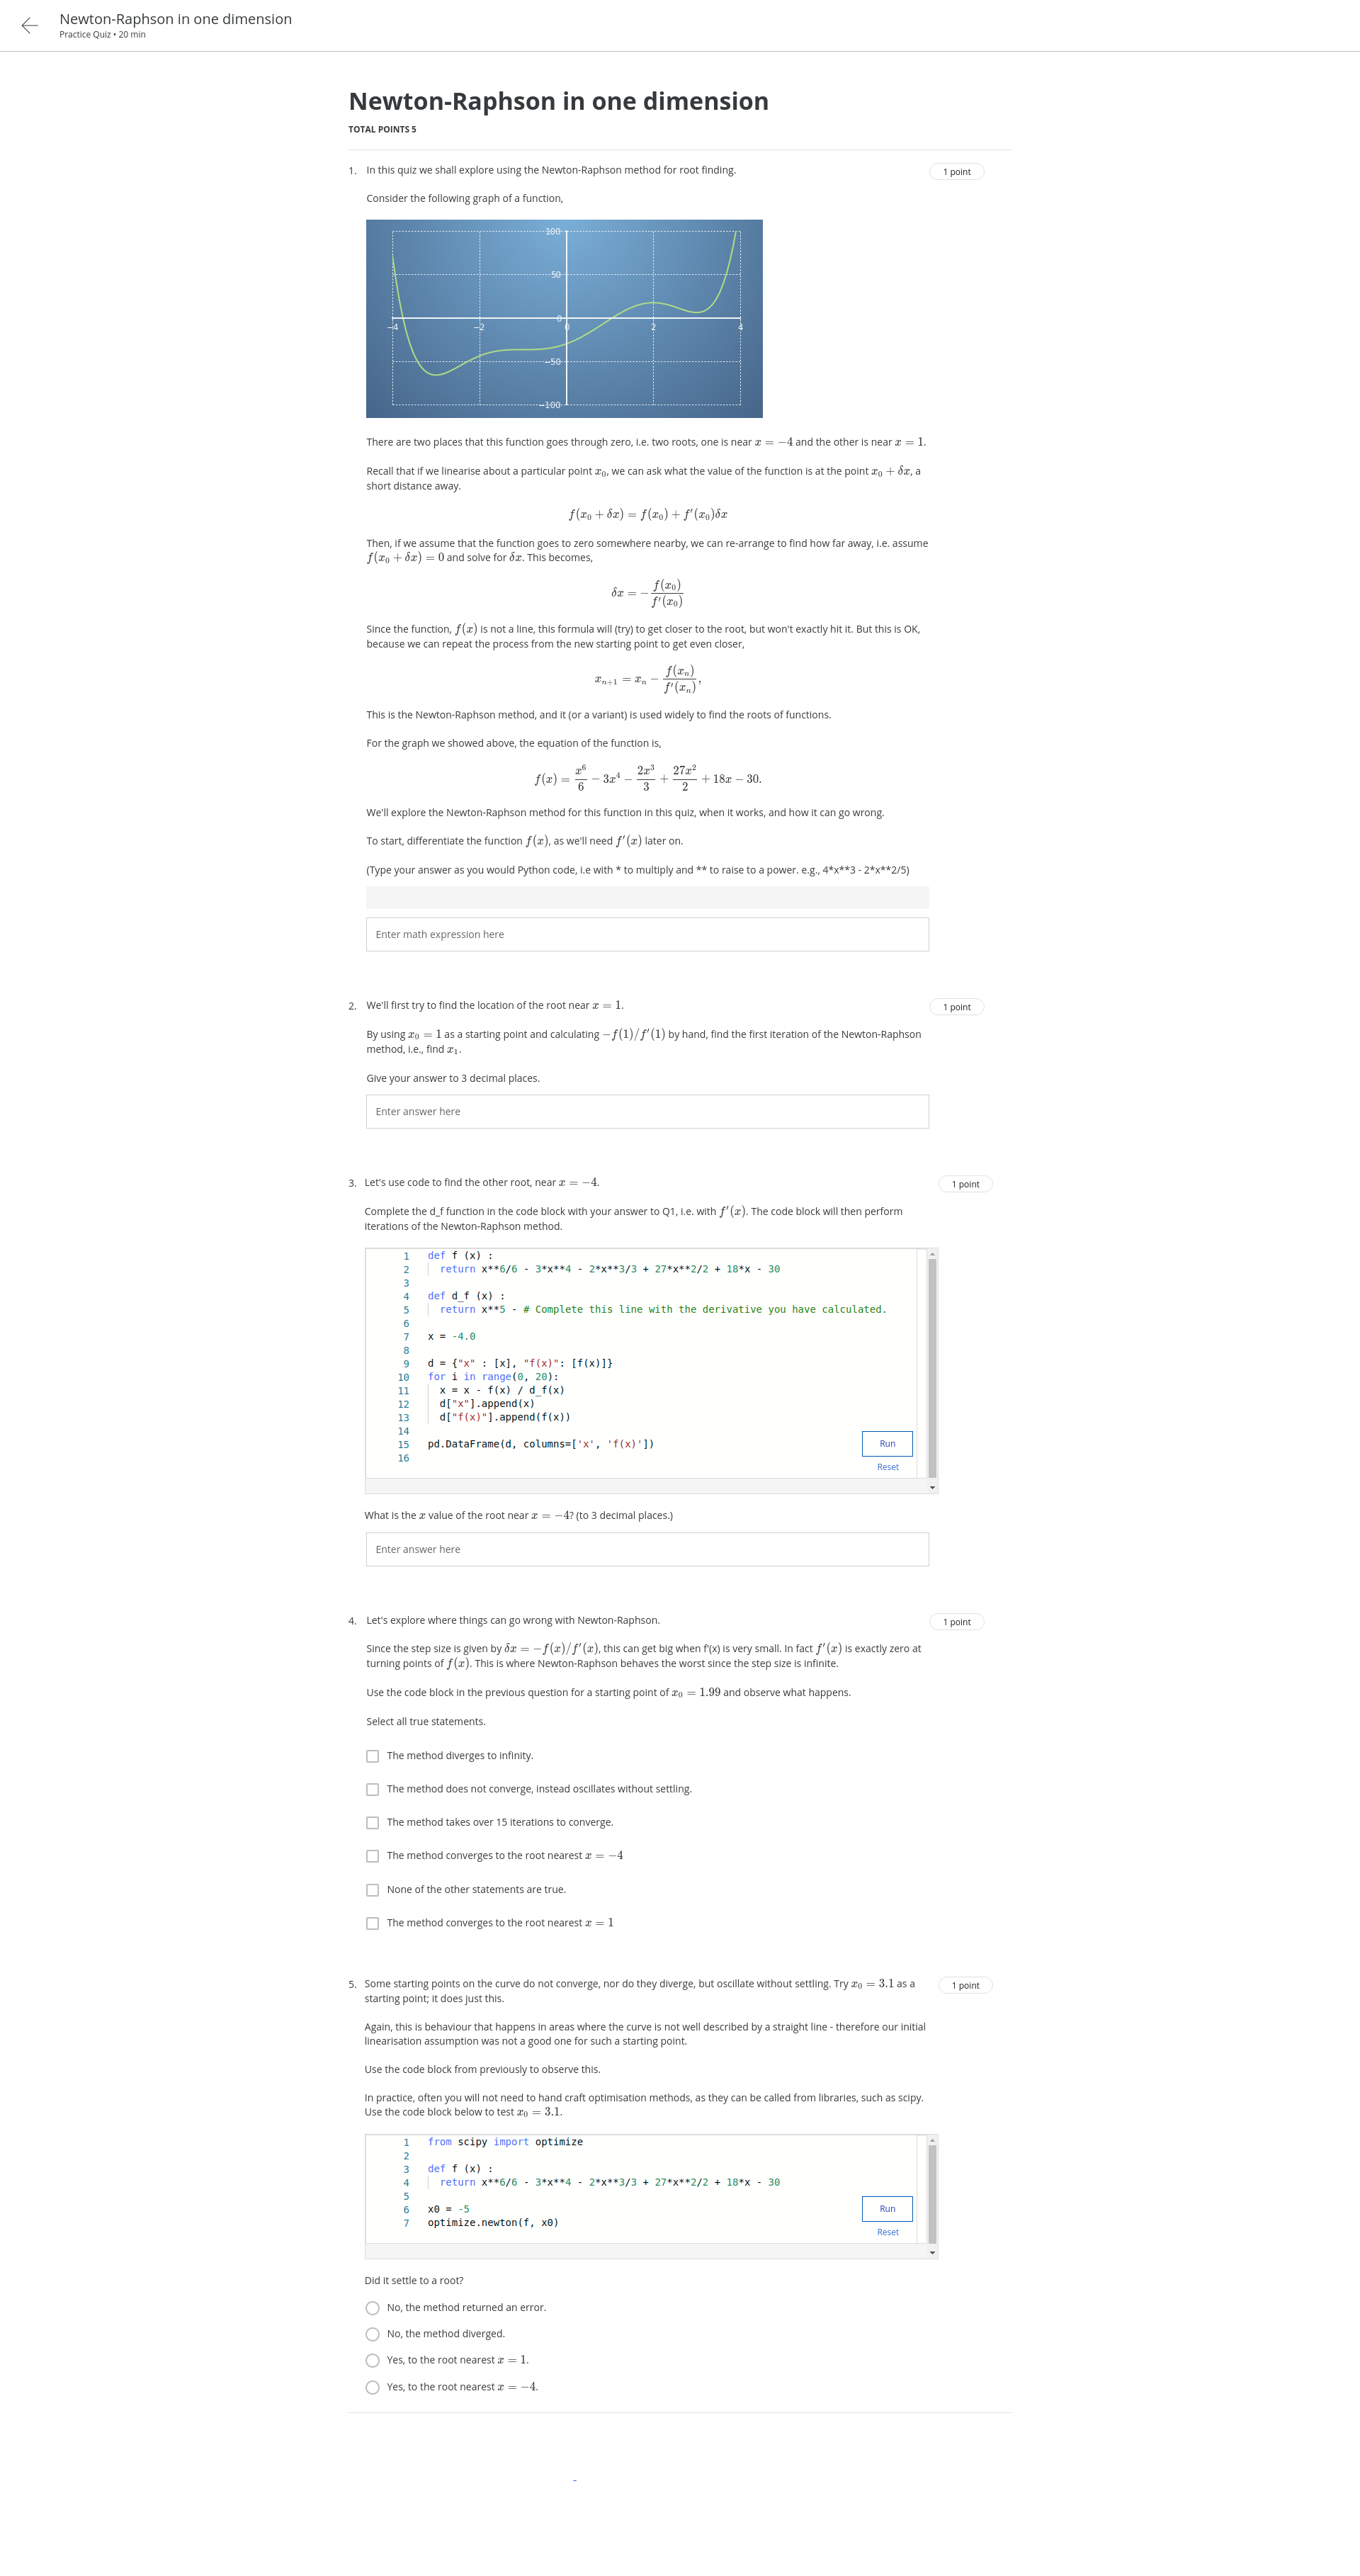 Newton-Raphson in one dimension
Practice Quiz • 20 min
Newton-Raphson in one dimension
TOTAL POINTS 5
1. In this quiz we shall explore using the Newton-Raphson method for root finding.
1 point
Consider the following graph of a function,
100
50
0
−4 −2 0 2 4
−50
−100
There are two places that this function goes through zero, i.e. two roots, one is near x = −4 and the other is near x = 1.
Recall that if we linearise about a particular point x₀, we can ask what the value of the function is at the point x₀ + δx, a
short distance away.
f(x₀ + δx) = f(x₀) + f′(x₀)δx
Then, if we assume that the function goes to zero somewhere nearby, we can re-arrange to find how far away, i.e. assume
f(x₀ + δx) = 0 and solve for δx. This becomes,
δx = −f(x₀)/f′(x₀)
Since the function, f(x) is not a line, this formula will (try) to get closer to the root, but won't exactly hit it. But this is OK,
because we can repeat the process from the new starting point to get even closer,
xₙ₊₁ = xₙ − f(xₙ)/f′(xₙ),
This is the Newton-Raphson method, and it (or a variant) is used widely to find the roots of functions.
For the graph we showed above, the equation of the function is,
f(x) = x⁶/6 − 3x⁴ − 2x³/3 + 27x²/2 + 18x − 30.
We'll explore the Newton-Raphson method for this function in this quiz, when it works, and how it can go wrong.
To start, differentiate the function f(x), as we'll need f′(x) later on.
(Type your answer as you would Python code, i.e with * to multiply and ** to raise to a power. e.g., 4*x**3 - 2*x**2/5)
Enter math expression here
2. We'll first try to find the location of the root near x = 1.
1 point
By using x₀ = 1 as a starting point and calculating −f(1)/f′(1) by hand, find the first iteration of the Newton-Raphson
method, i.e., find x₁.
Give your answer to 3 decimal places.
Enter answer here
3. Let's use code to find the other root, near x = −4.
1 point
Complete the d_f function in the code block with your answer to Q1, i.e. with f′(x). The code block will then perform
iterations of the Newton-Raphson method.
1 def f (x) :
2 return x**6/6 - 3*x**4 - 2*x**3/3 + 27*x**2/2 + 18*x - 30
3
4 def d_f (x) :
5 return x**5 - # Complete this line with the derivative you have calculated.
6
7 x = -4.0
8
9 d = {"x" : [x], "f(x)": [f(x)]}
10 for i in range(0, 20):
11 x = x - f(x) / d_f(x)
12 d["x"].append(x)
13 d["f(x)"].append(f(x))
14
15 pd.DataFrame(d, columns=['x', 'f(x)'])
16
Run
Reset
What is the x value of the root near x = −4? (to 3 decimal places.)
Enter answer here
4. Let's explore where things can go wrong with Newton-Raphson.
1 point
Since the step size is given by δx = −f(x)/f′(x), this can get big when f'(x) is very small. In fact f′(x) is exactly zero at
turning points of f(x). This is where Newton-Raphson behaves the worst since the step size is infinite.
Use the code block in the previous question for a starting point of x₀ = 1.99 and observe what happens.
Select all true statements.
The method diverges to infinity.
The method does not converge, instead oscillates without settling.
The method takes over 15 iterations to converge.
The method converges to the root nearest x = −4
None of the other statements are true.
The method converges to the root nearest x = 1
5. Some starting points on the curve do not converge, nor do they diverge, but oscillate without settling. Try x₀ = 3.1 as a
1 point
starting point; it does just this.
Again, this is behaviour that happens in areas where the curve is not well described by a straight line - therefore our initial
linearisation assumption was not a good one for such a starting point.
Use the code block from previously to observe this.
In practice, often you will not need to hand craft optimisation methods, as they can be called from libraries, such as scipy.
Use the code block below to test x₀ = 3.1.
1 from scipy import optimize
2
3 def f (x) :
4 return x**6/6 - 3*x**4 - 2*x**3/3 + 27*x**2/2 + 18*x - 30
5
6 x0 = -5
7 optimize.newton(f, x0)
Run
Reset
Did it settle to a root?
No, the method returned an error.
No, the method diverged.
Yes, to the root nearest x = 1.
Yes, to the root nearest x = −4.